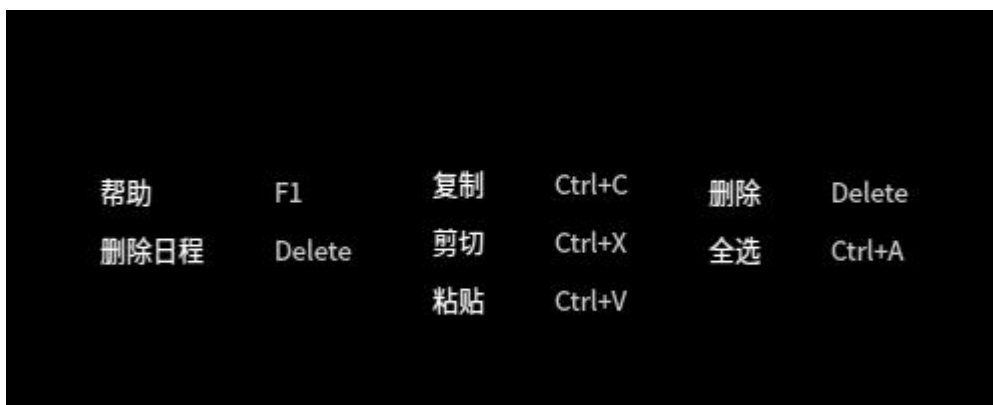 帮助 F1
删除日程 Delete
复制 Ctrl+C
剪切 Ctrl+X
粘贴 Ctrl+V
删除 Delete
全选 Ctrl+A